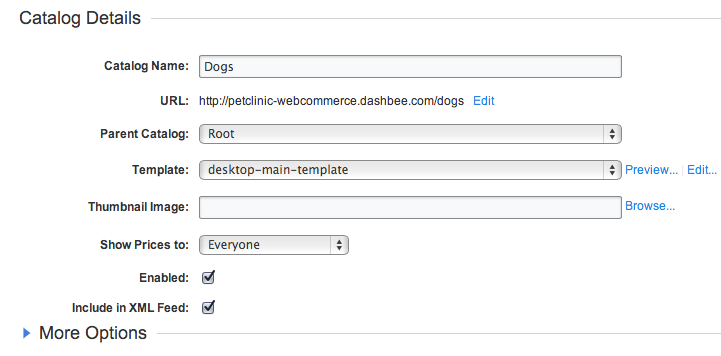 Catalog Details
Catalog Name: Dogs
URL: http://petclinic-webcommerce.dashbee.com/dogs Edit
Parent Catalog: Root
Template: desktop-main-template Preview... | Edit...
Thumbnail Image: Browse...
Show Prices to: Everyone
Enabled:
Include in XML Feed:
More Options